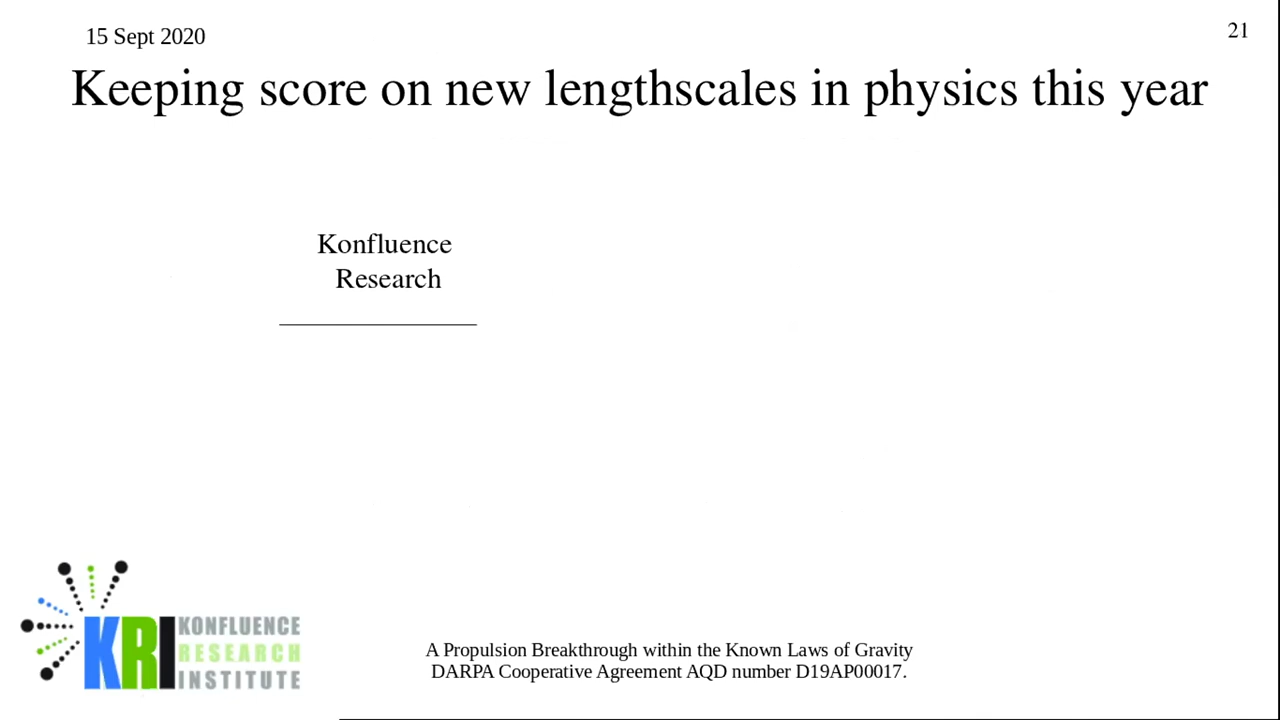 15 Sept 2020
21
Keeping score on new lengthscales in physics this year
Konfluence
Research
KRI
KONFLUENCE
RESEARCH
INSTITUTE
A Propulsion Breakthrough within the Known Laws of Gravity
DARPA Cooperative Agreement AQD number D19AP00017.